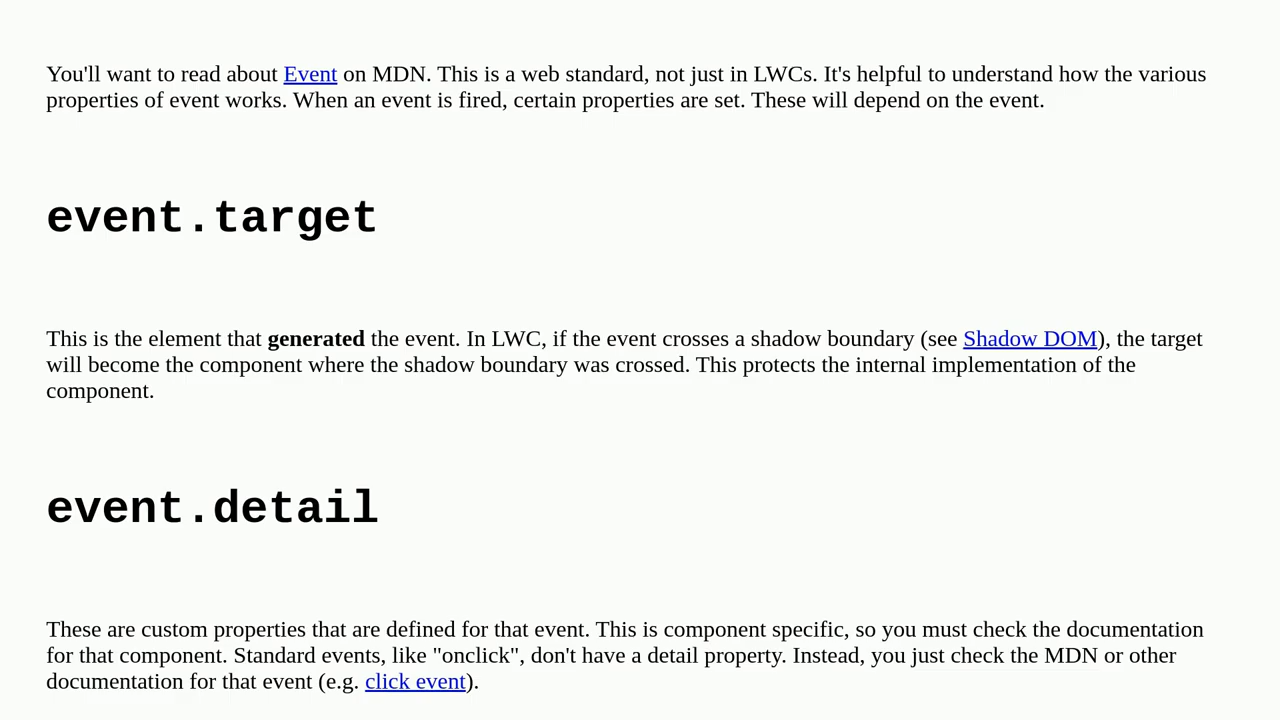 You'll want to read about Event on MDN. This is a web standard, not just in LWCs. It's helpful to understand how the various
properties of event works. When an event is fired, certain properties are set. These will depend on the event.
event.target
This is the element that generated the event. In LWC, if the event crosses a shadow boundary (see Shadow DOM), the target
will become the component where the shadow boundary was crossed. This protects the internal implementation of the
component.
event.detail
These are custom properties that are defined for that event. This is component specific, so you must check the documentation
for that component. Standard events, like "onclick", don't have a detail property. Instead, you just check the MDN or other
documentation for that event (e.g. click event).